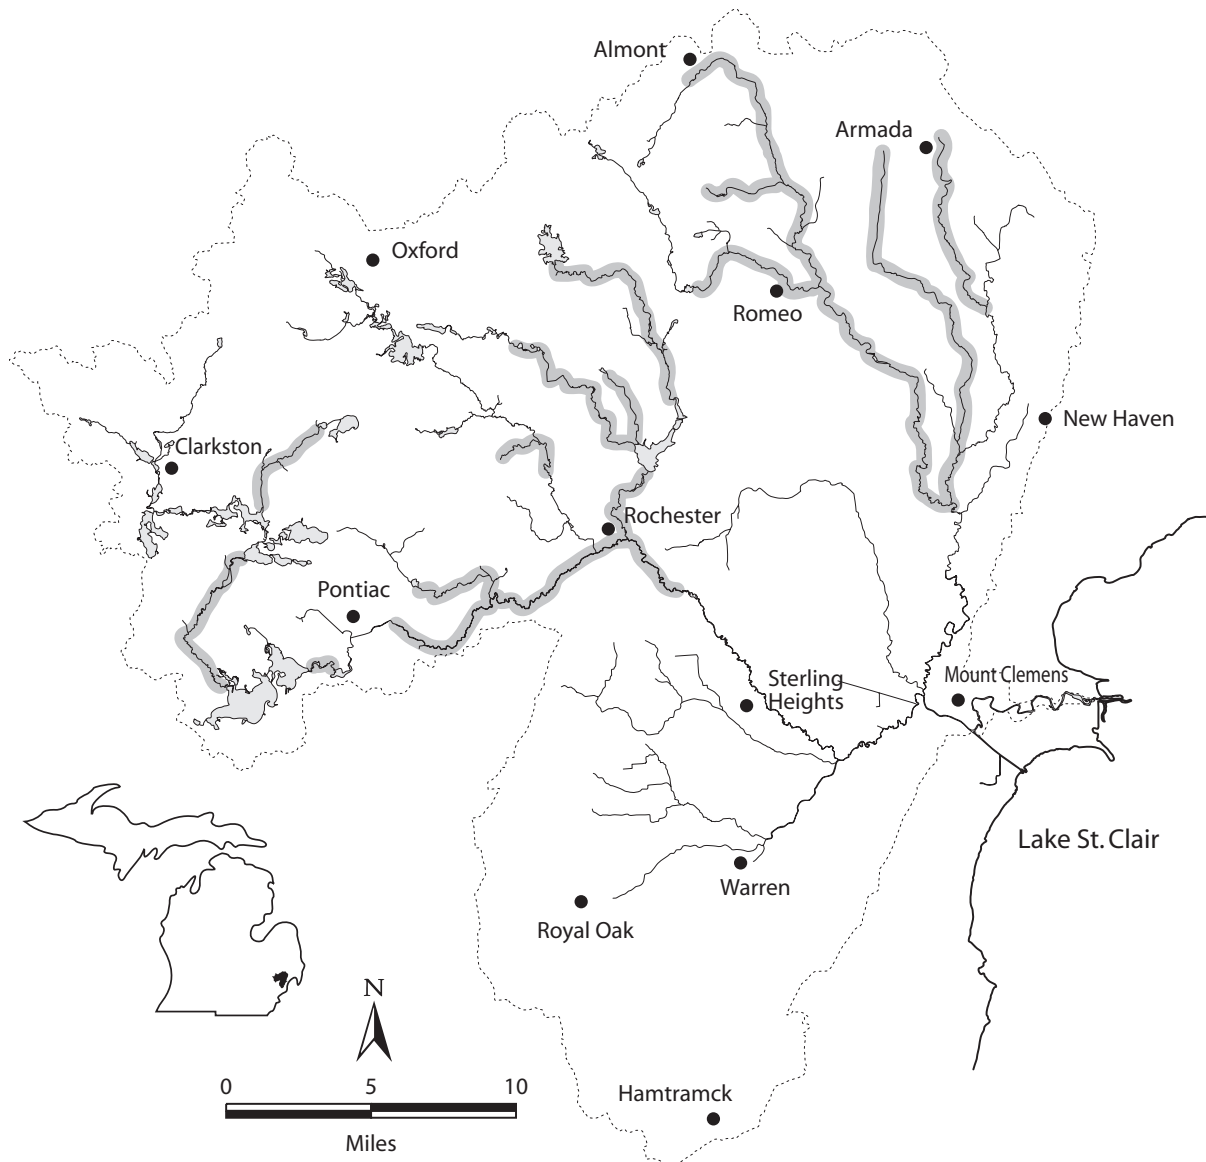 Almont
Armada
Oxford
Romeo
New Haven
Clarkston
Rochester
Pontiac
Mount Clemens
Sterling
Heights
Lake St. Clair
Warren
Royal Oak
N
0 5 10
Miles
Hamtramck